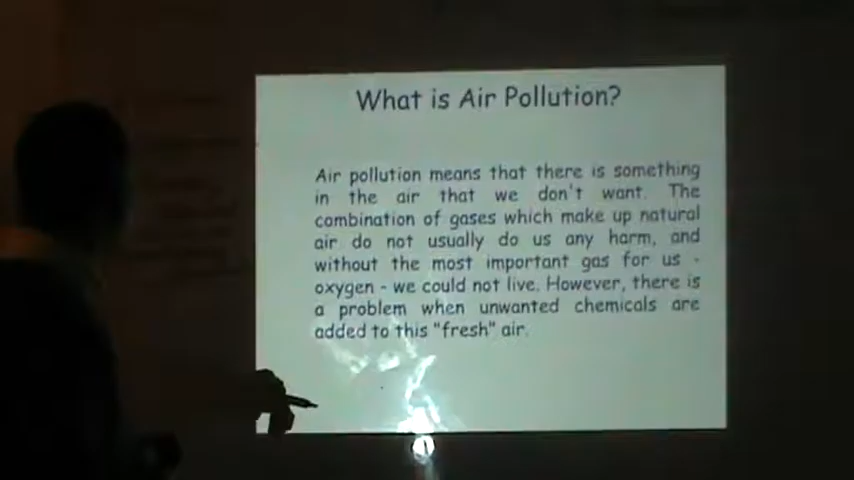 What is Air Pollution?
Air pollution means that there is something
in the air that we don't want. The
combination of gases which make up natural
air do not usually do us any harm, and
without the most important gas for us -
oxygen - we could not live. However, there is
a problem when unwanted chemicals are
added to this "fresh" air.